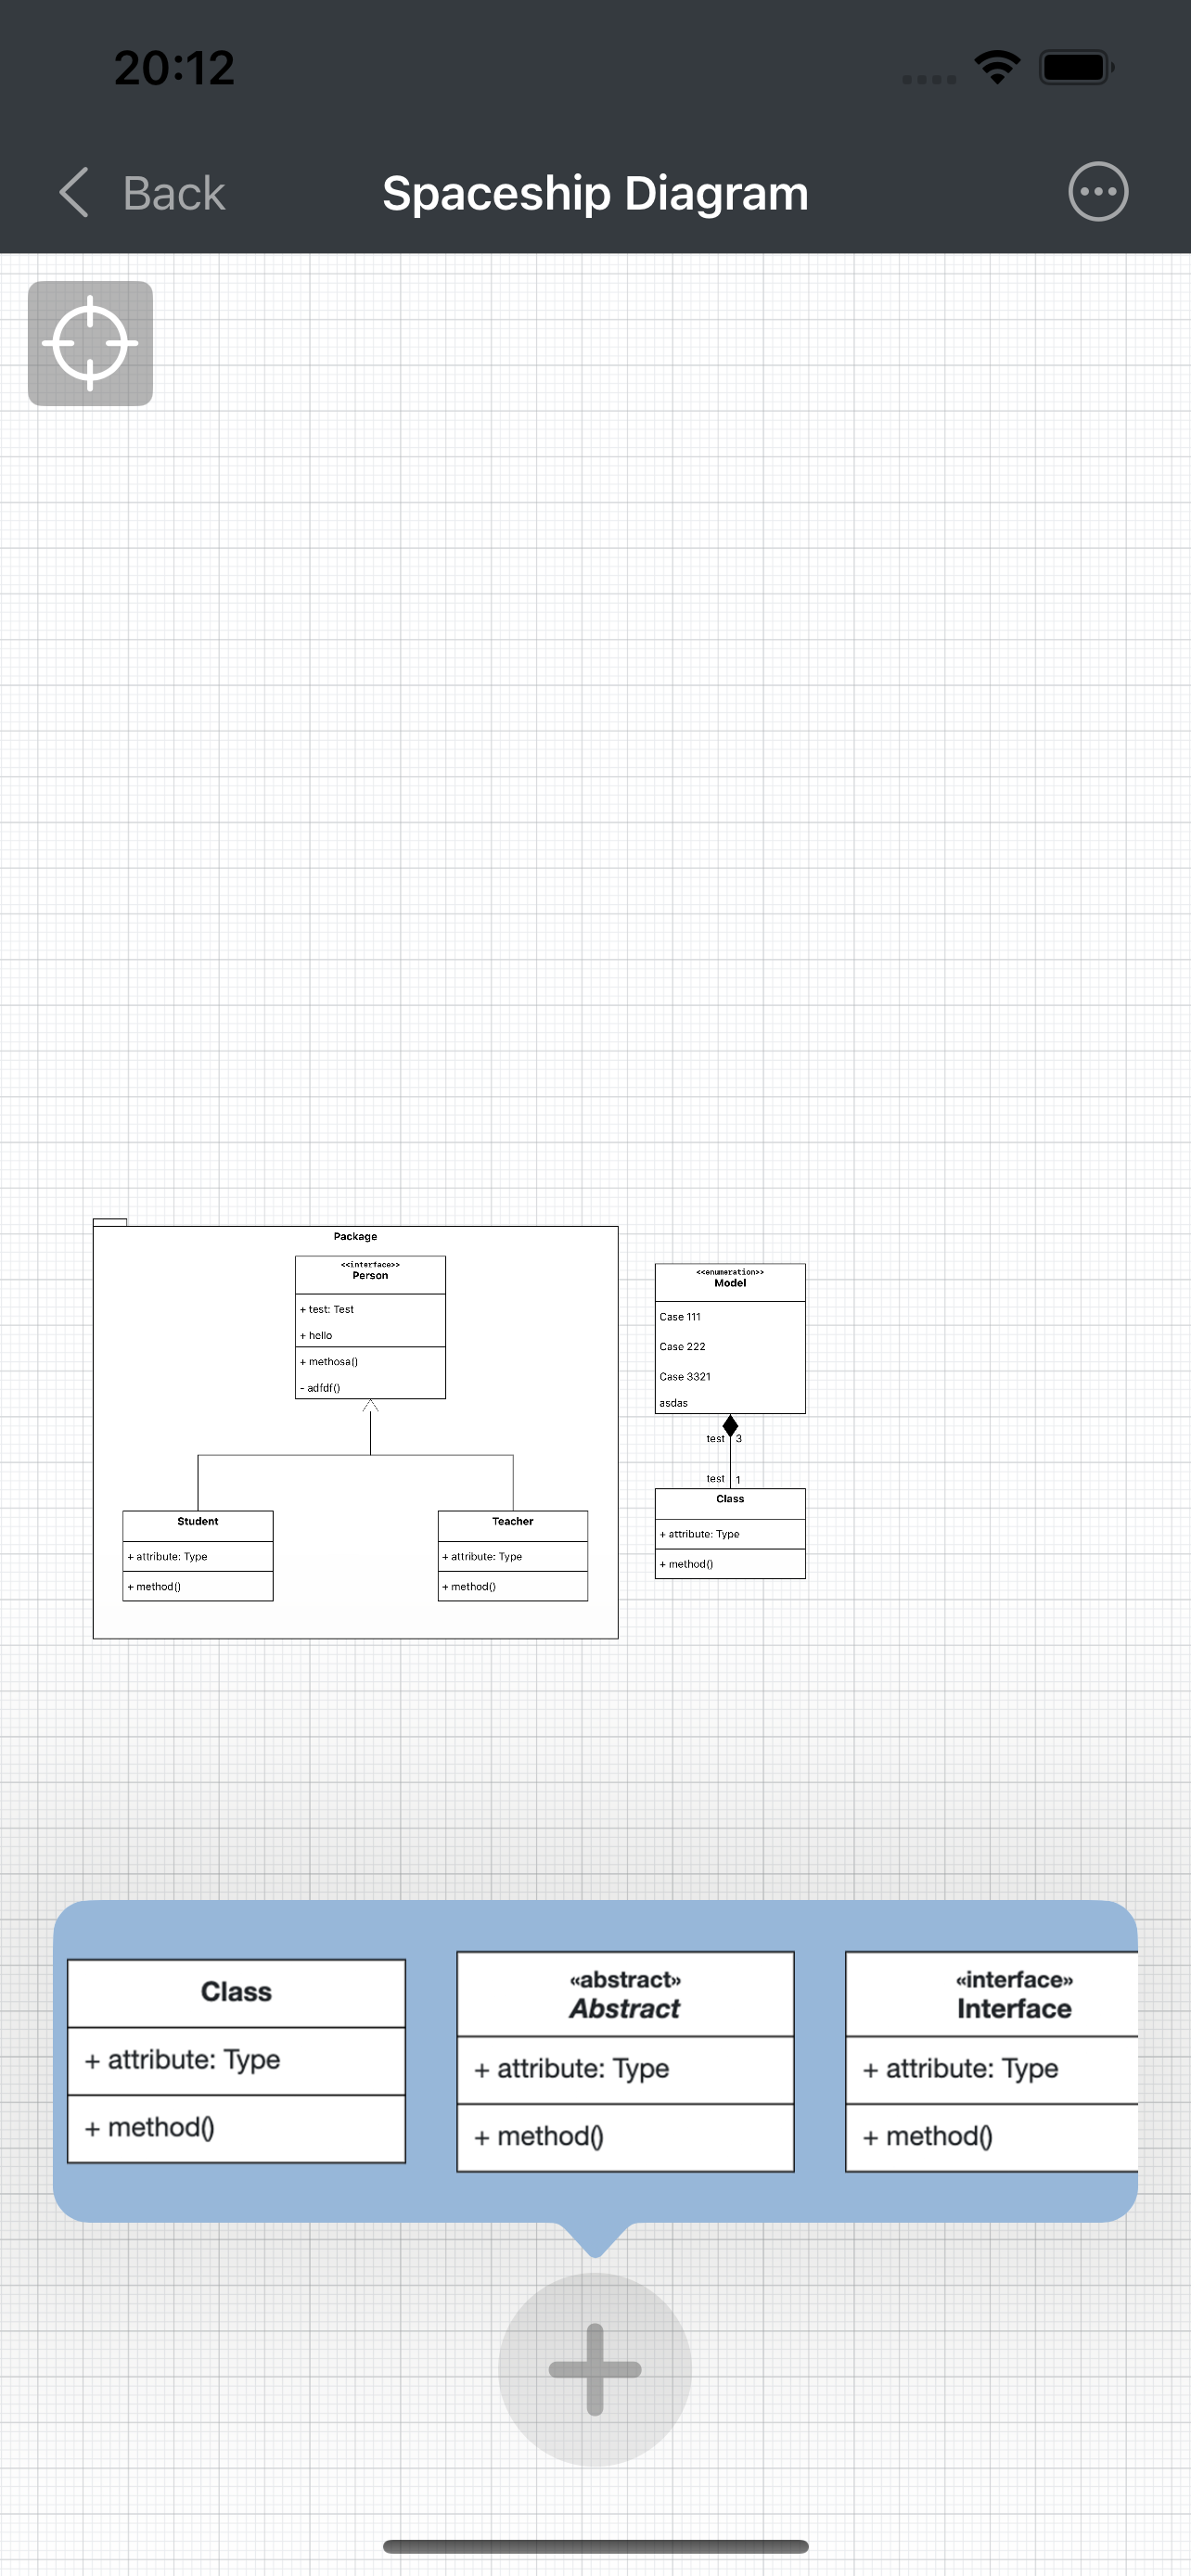 20:12
Back
Spaceship Diagram
Package
<<interface>>
Person
+ test: Test
+ hello
+ methosa()
- adfdf()
Student
+ attribute: Type
+ method()
Teacher
+ attribute: Type
+ method()
<<enumeration>>
Model
Case 111
Case 222
Case 3321
asdas
test 3
test 1
Class
+ attribute: Type
+ method()
Class
+ attribute: Type
+ method()
«abstract»
Abstract
+ attribute: Type
+ method()
«interface»
Interface
+ attribute: Type
+ method()